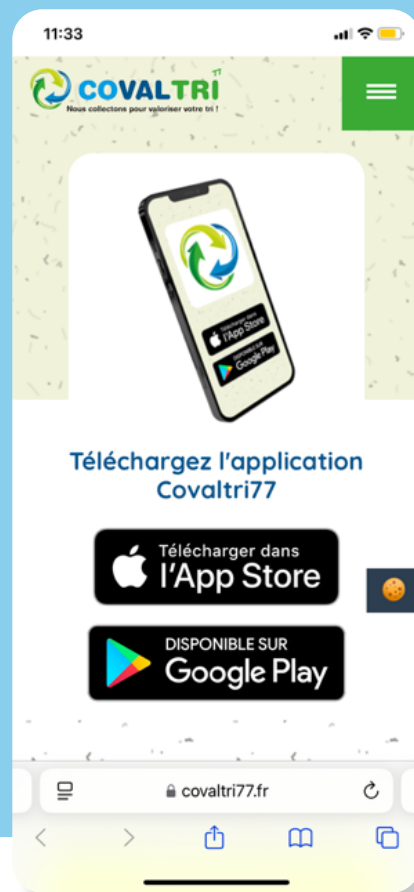 11:33
COVALTRI
77
Nous collectons pour valoriser votre tri !
Télécharger dans
l'App Store
DISPONIBLE SUR
Google Play
Téléchargez l'application
Covaltri77
Télécharger dans
l'App Store
DISPONIBLE SUR
Google Play
covaltri77.fr